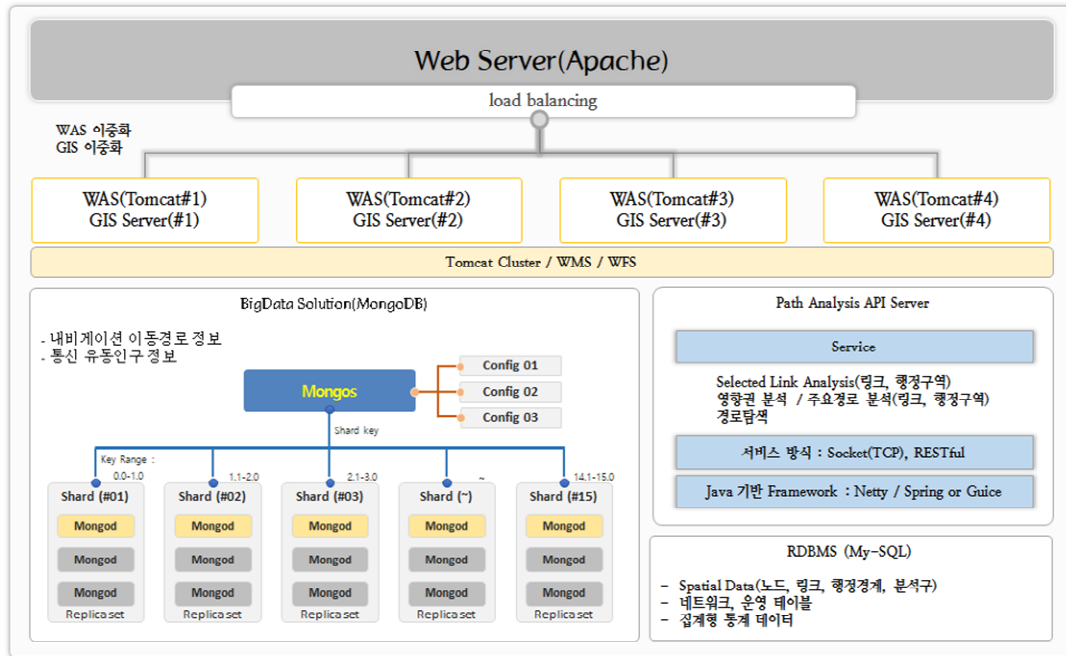 Web Server(Apache)
load balancing
WAS 이중화
GIS 이중화
WAS(Tomcat#1)
GIS Server(#1)
WAS(Tomcat#2)
GIS Server(#2)
WAS(Tomcat#3)
GIS Server(#3)
WAS(Tomcat#4)
GIS Server(#4)
Tomcat Cluster / WMS / WFS
BigData Solution(MongoDB)
- 내비게이션 이동경로 정보
- 통신 유동인구 정보
Mongos
Config 01
Config 02
Config 03
Shard key
Key Range :
0.0-1.0
1.1-2.0
2.1-3.0
~
14.1-15.0
Shard (#01)
Mongod
Mongod
Mongod
Replica set
Shard (#02)
Mongod
Mongod
Mongod
Replica set
Shard (#03)
Mongod
Mongod
Mongod
Replica set
Shard (~)
Mongod
Mongod
Mongod
Replica set
Shard (#15)
Mongod
Mongod
Mongod
Replica set
Path Analysis API Server
Service
Selected Link Analysis(링크, 행정구역)
영향권 분석 / 주요경로 분석(링크, 행정구역)
경로탐색
서비스 방식 : Socket(TCP), RESTful
Java 기반 Framework : Netty / Spring or Guice
RDBMS (My-SQL)
- Spatial Data(노드, 링크, 행정경계, 분석구)
- 네트워크, 운영 테이블
- 집계형 통계 데이터